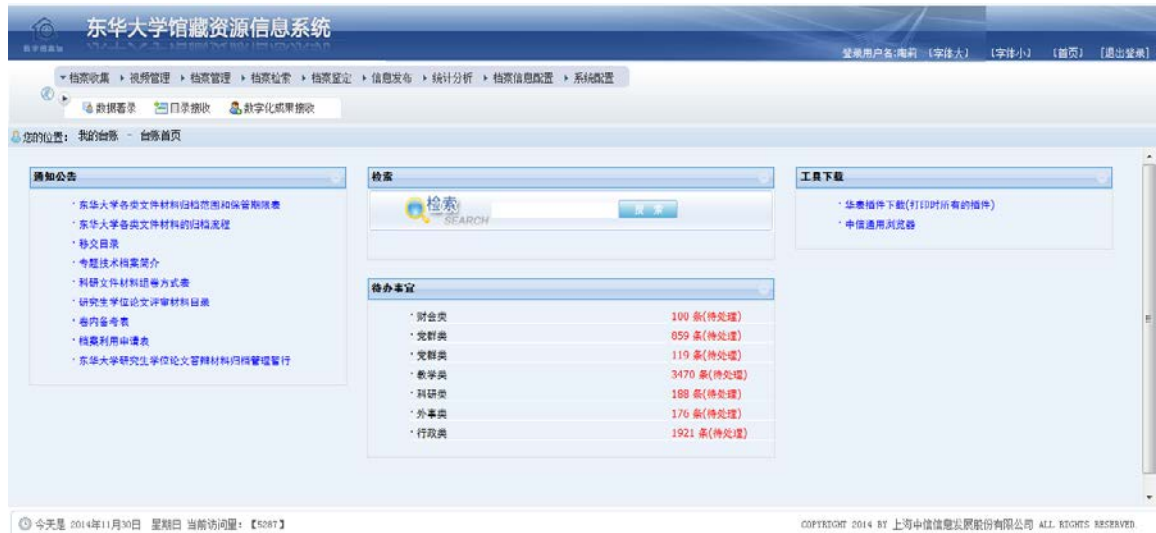 东华大学馆藏资源信息系统
登录用户名:南莉 【字体大】 【字体小】 【首页】 【退出登录】
档案收集 视频管理 档案管理 档案检索 档案鉴定 信息发布 统计分析 档案信息配置 系统配置
数据著录 目录接收 数字化成果接收
您的位置: 我的台账 - 台账首页
通知公告
·东华大学各类文件材料归档范围和保管期限表
·东华大学各类文件材料的归档流程
·移交目录
·专题技术档案简介
·科研文件材料组卷方式表
·研究生学位论文评审材料目录
·卷内备考表
·档案利用申请表
·东华大学研究生学位论文答辩材料归档管理暂行
检索
检索
SEARCH
搜 索
待办事宜
·财会类 100 条(待处理)
·党群类 859 条(待处理)
·党群类 119 条(待处理)
·教学类 3470 条(待处理)
·科研类 188 条(待处理)
·外事类 176 条(待处理)
·行政类 1921 条(待处理)
工具下载
·华表插件下载(打印时所有的插件)
·中信通用浏览器
今天是 2014年11月30日 星期日 当前访问量:【5287】
COPYRIGHT 2014 BY 上海中信信息发展股份有限公司 ALL RIGHTS RESERVED.